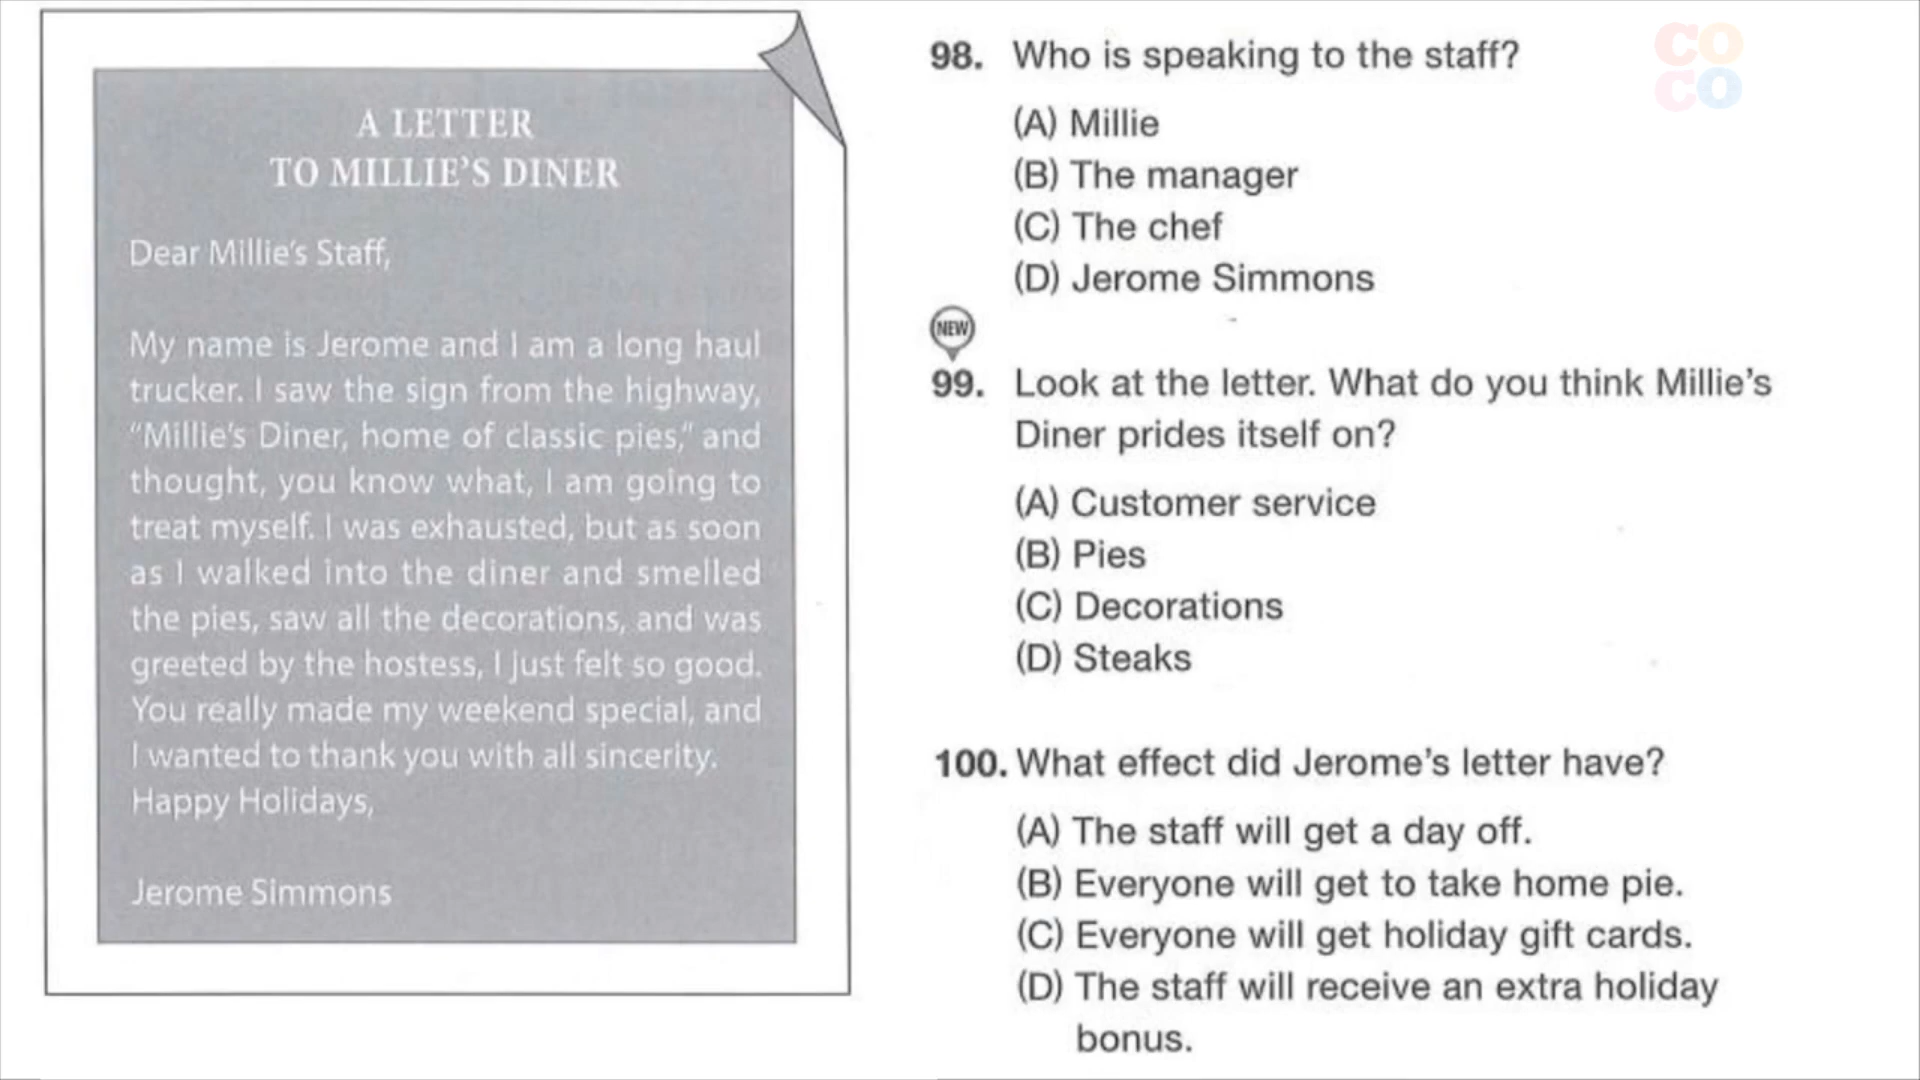 A LETTER
TO MILLIE'S DINER
Dear Millie's Staff,
My name is Jerome and I am a long haul
trucker. I saw the sign from the highway,
"Millie's Diner, home of classic pies," and
thought, you know what, I am going to
treat myself. I was exhausted, but as soon
as I walked into the diner and smelled
the pies, saw all the decorations, and was
greeted by the hostess, I just felt so good.
You really made my weekend special, and
I wanted to thank you with all sincerity.
Happy Holidays,
Jerome Simmons
COCO
98. Who is speaking to the staff?
(A) Millie
(B) The manager
(C) The chef
(D) Jerome Simmons
NEW
99. Look at the letter. What do you think Millie's
Diner prides itself on?
(A) Customer service
(B) Pies
(C) Decorations
(D) Steaks
100. What effect did Jerome's letter have?
(A) The staff will get a day off.
(B) Everyone will get to take home pie.
(C) Everyone will get holiday gift cards.
(D) The staff will receive an extra holiday
bonus.